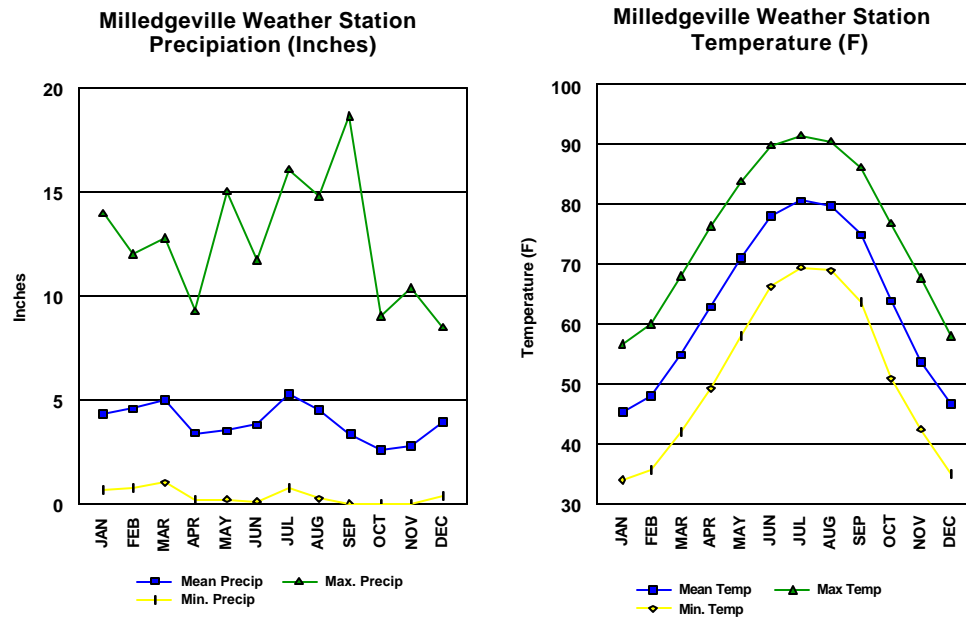 Milledgeville Weather Station
Precipiation (Inches)
20
15
10
5
0
Inches
JAN
FEB
MAR
APR
MAY
JUN
JUL
AUG
SEP
OCT
NOV
DEC
Mean Precip
Max. Precip
Min. Precip
Milledgeville Weather Station
Temperature (F)
100
90
80
70
60
50
40
30
Temperature (F)
JAN
FEB
MAR
APR
MAY
JUN
JUL
AUG
SEP
OCT
NOV
DEC
Mean Temp
Max Temp
Min. Temp